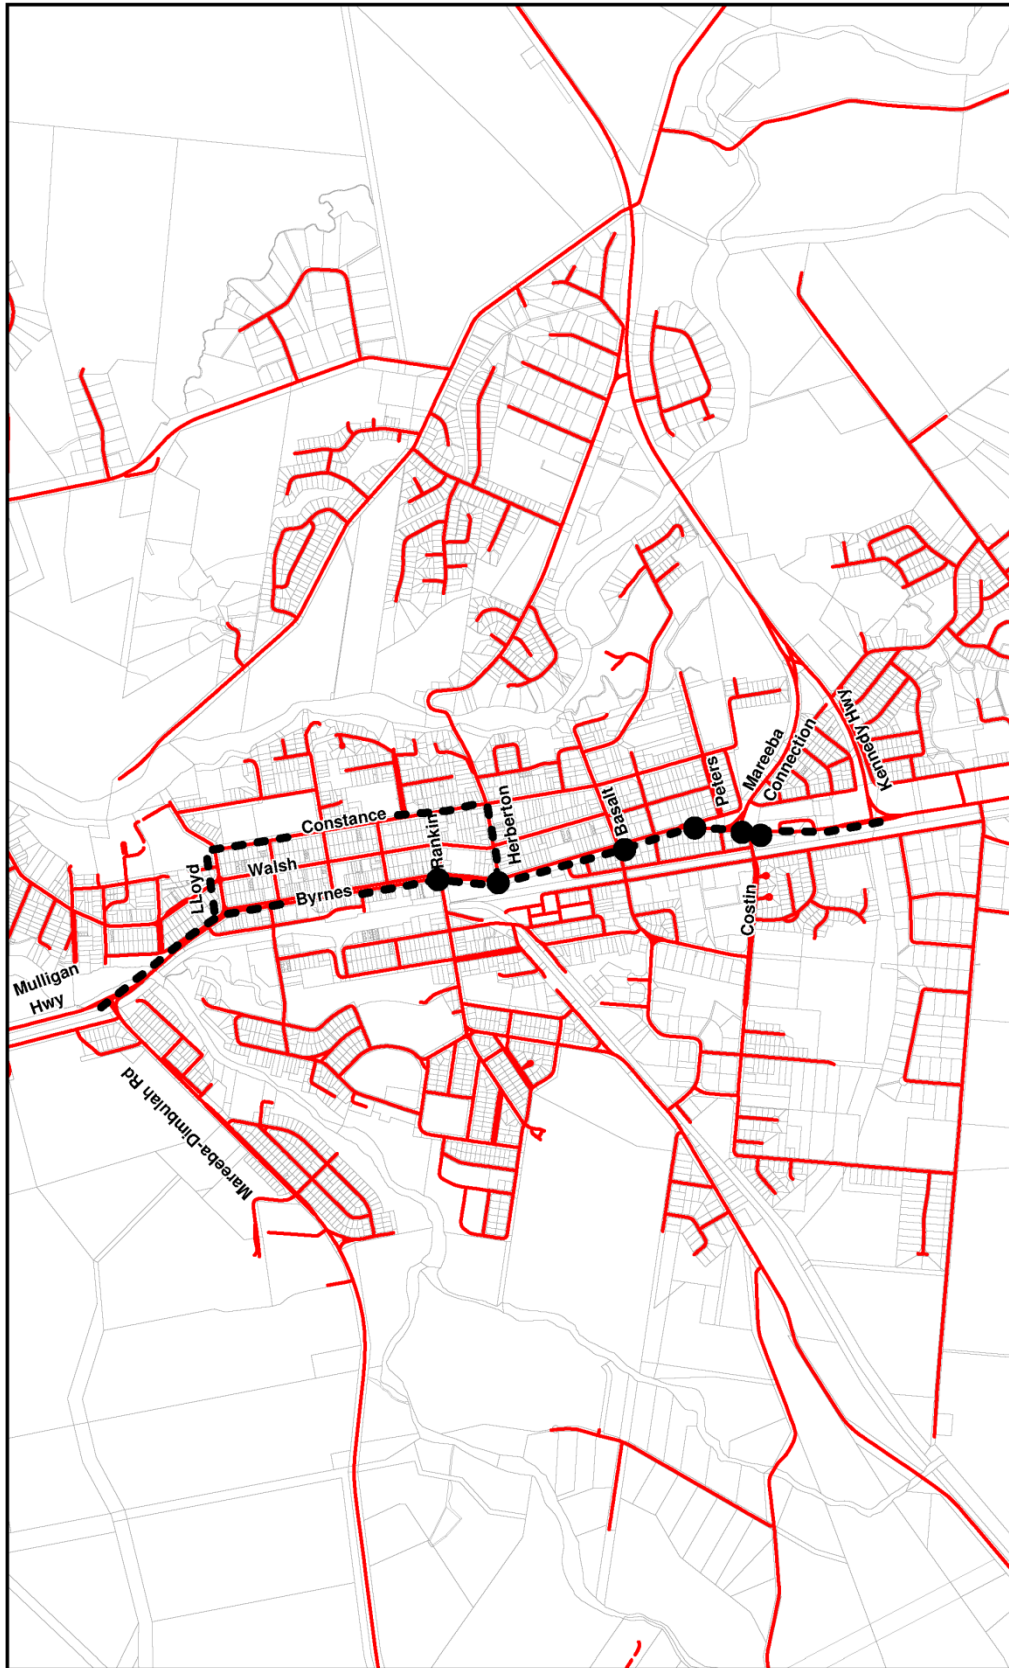 Mulligan
Hwy
LLoyd
Walsh
Constance
Byrnes
Rankin
Herberton
Basalt
Peters
Mareeba
Connection
Kennedy Hwy
Costin
Mareeba-Dimbulah Rd